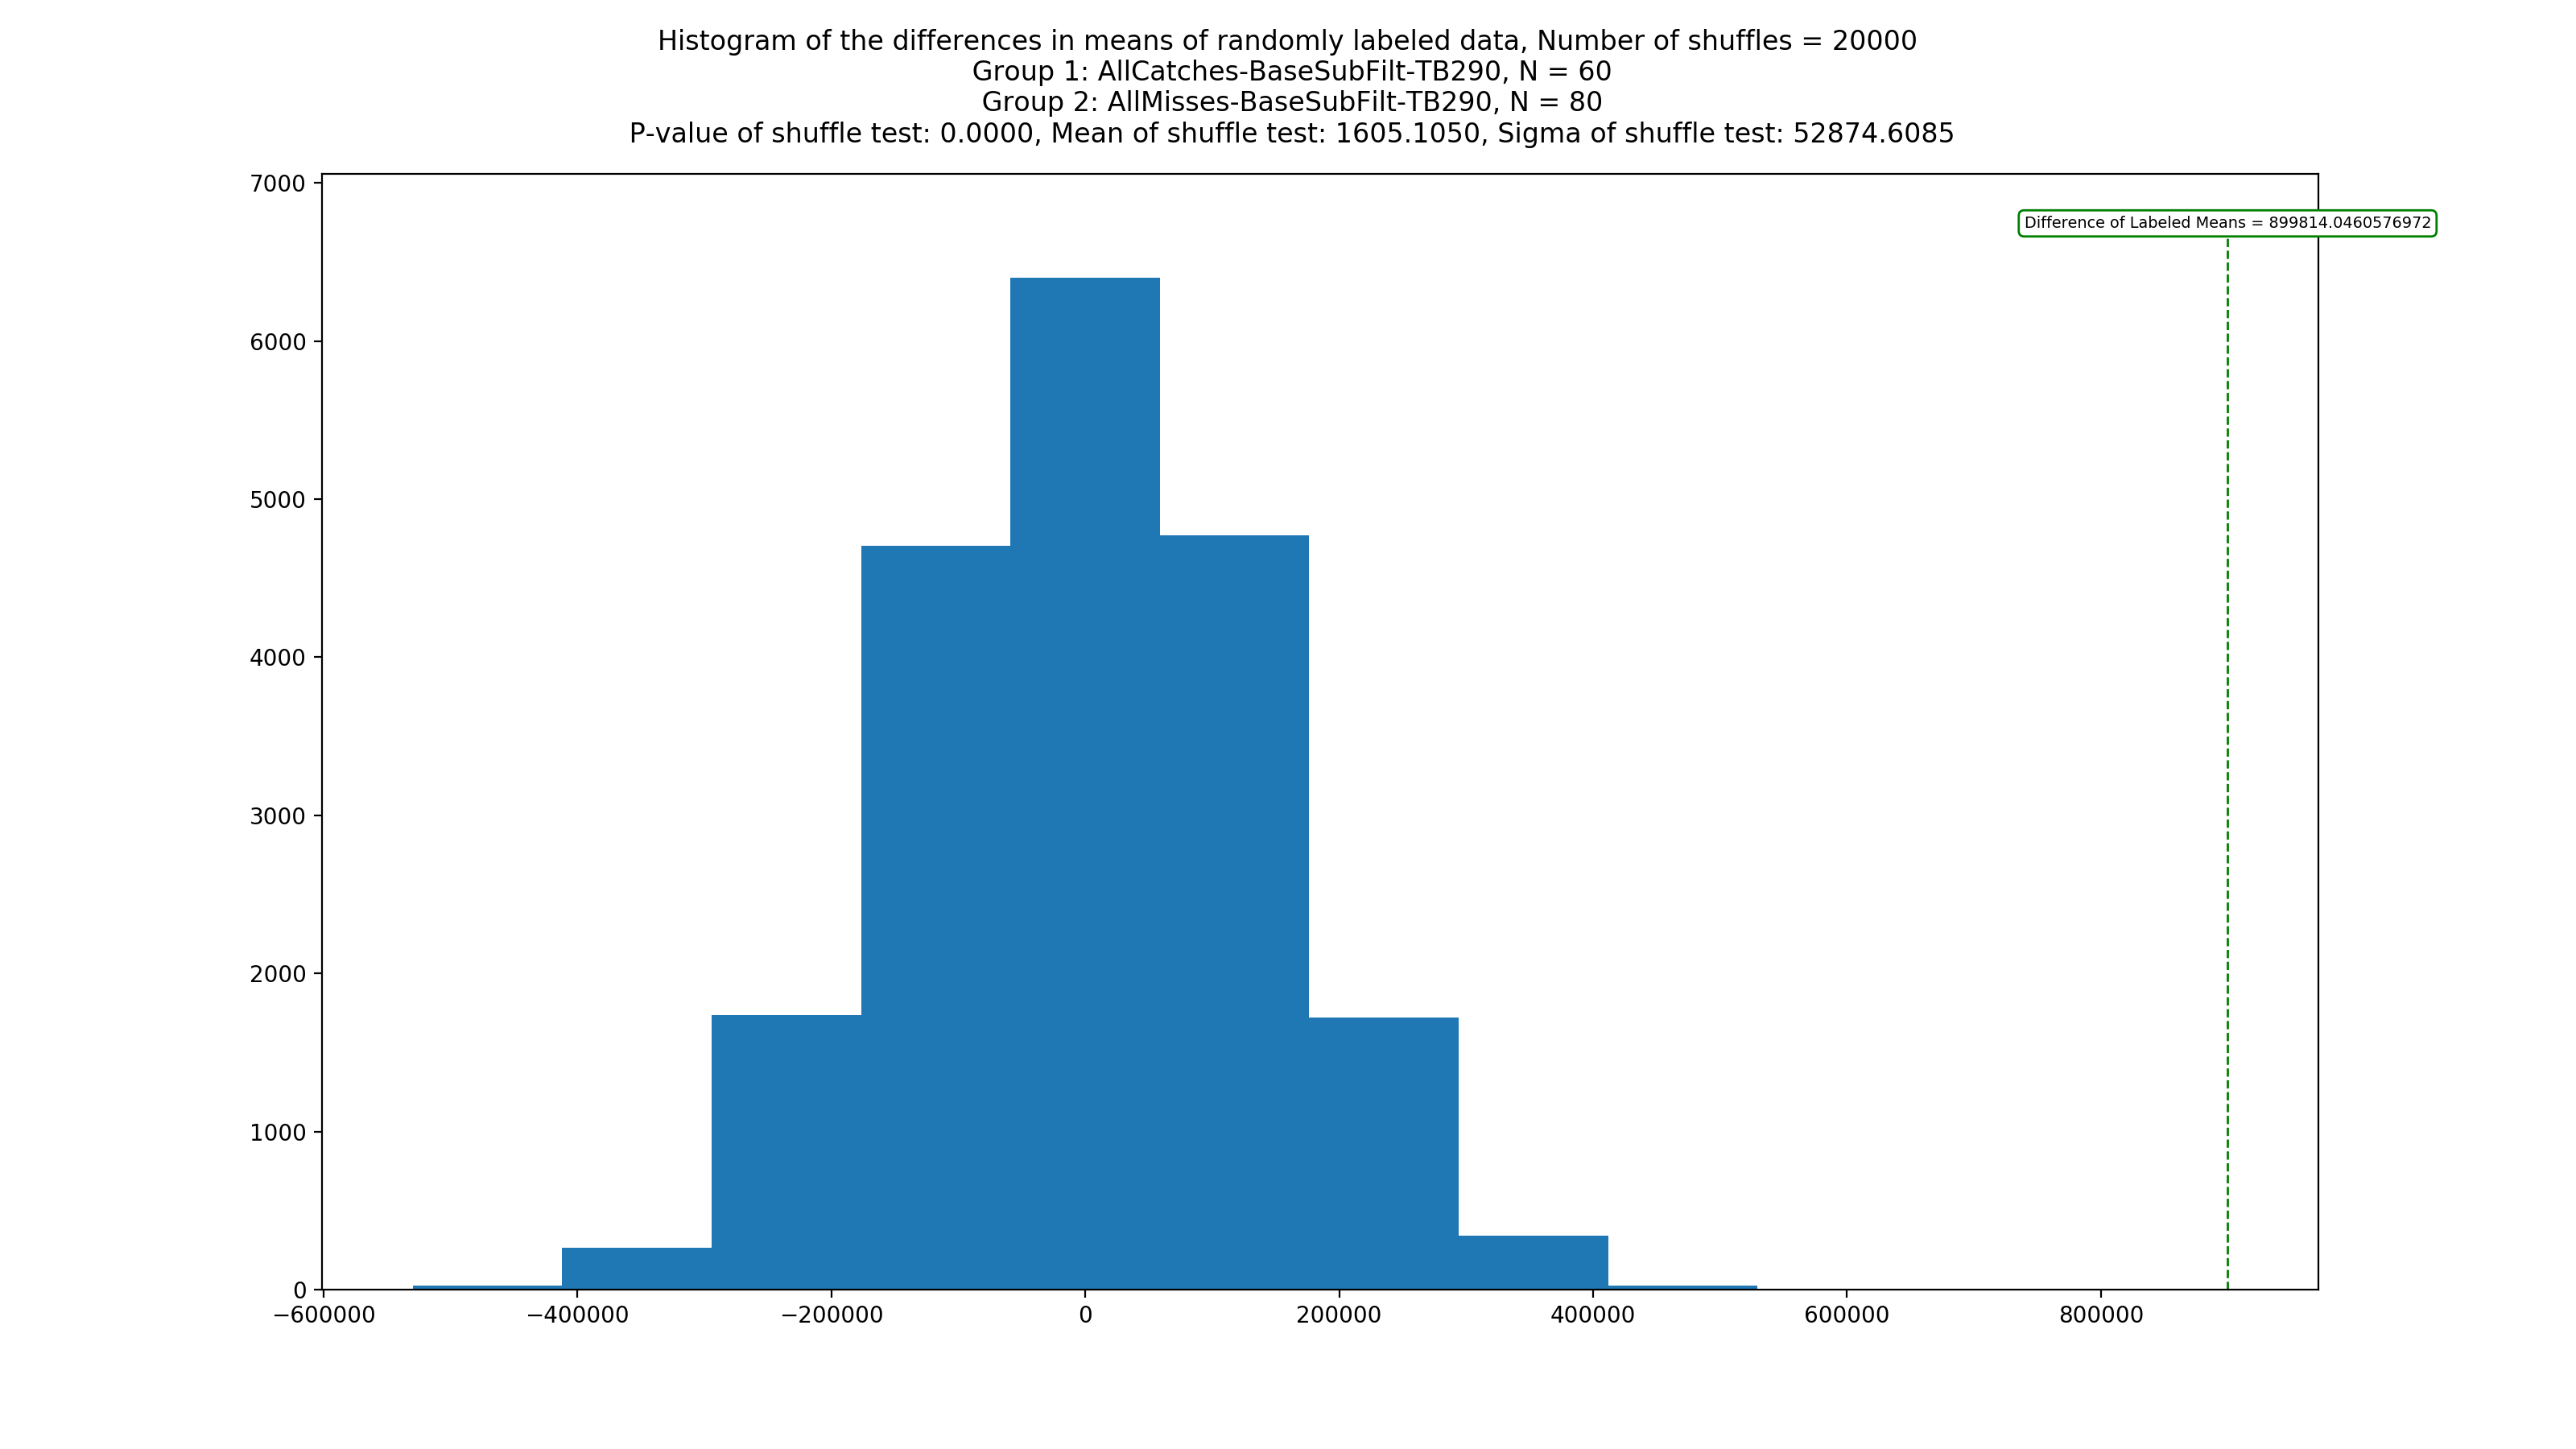 Histogram of the differences in means of randomly labeled data, Number of shuffles = 20000
Group 1: AllCatches-BaseSubFilt-TB290, N = 60
Group 2: AllMisses-BaseSubFilt-TB290, N = 80
P-value of shuffle test: 0.0000, Mean of shuffle test: 1605.1050, Sigma of shuffle test: 52874.6085
7000
Difference of Labeled Means = 899814.0460576972
6000
5000
4000
3000
2000
1000
0
−600000 −400000 −200000 0 200000 400000 600000 800000